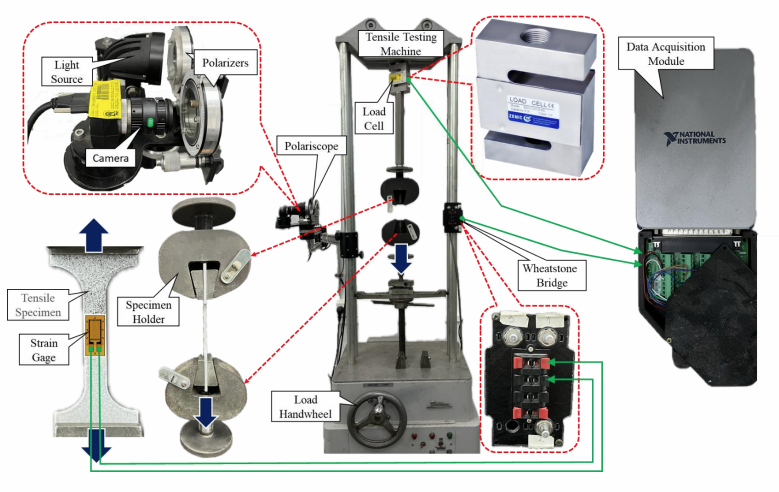 Light
Source
Polarizers
Camera
Tensile Testing
Machine
Load
Cell
LOAD CELL
ZEMIC
Data Acquisition
Module
NATIONAL
INSTRUMENTS
Polariscope
Tensile
Specimen
Strain
Gage
Specimen
Holder
Wheatstone
Bridge
Load
Handwheel